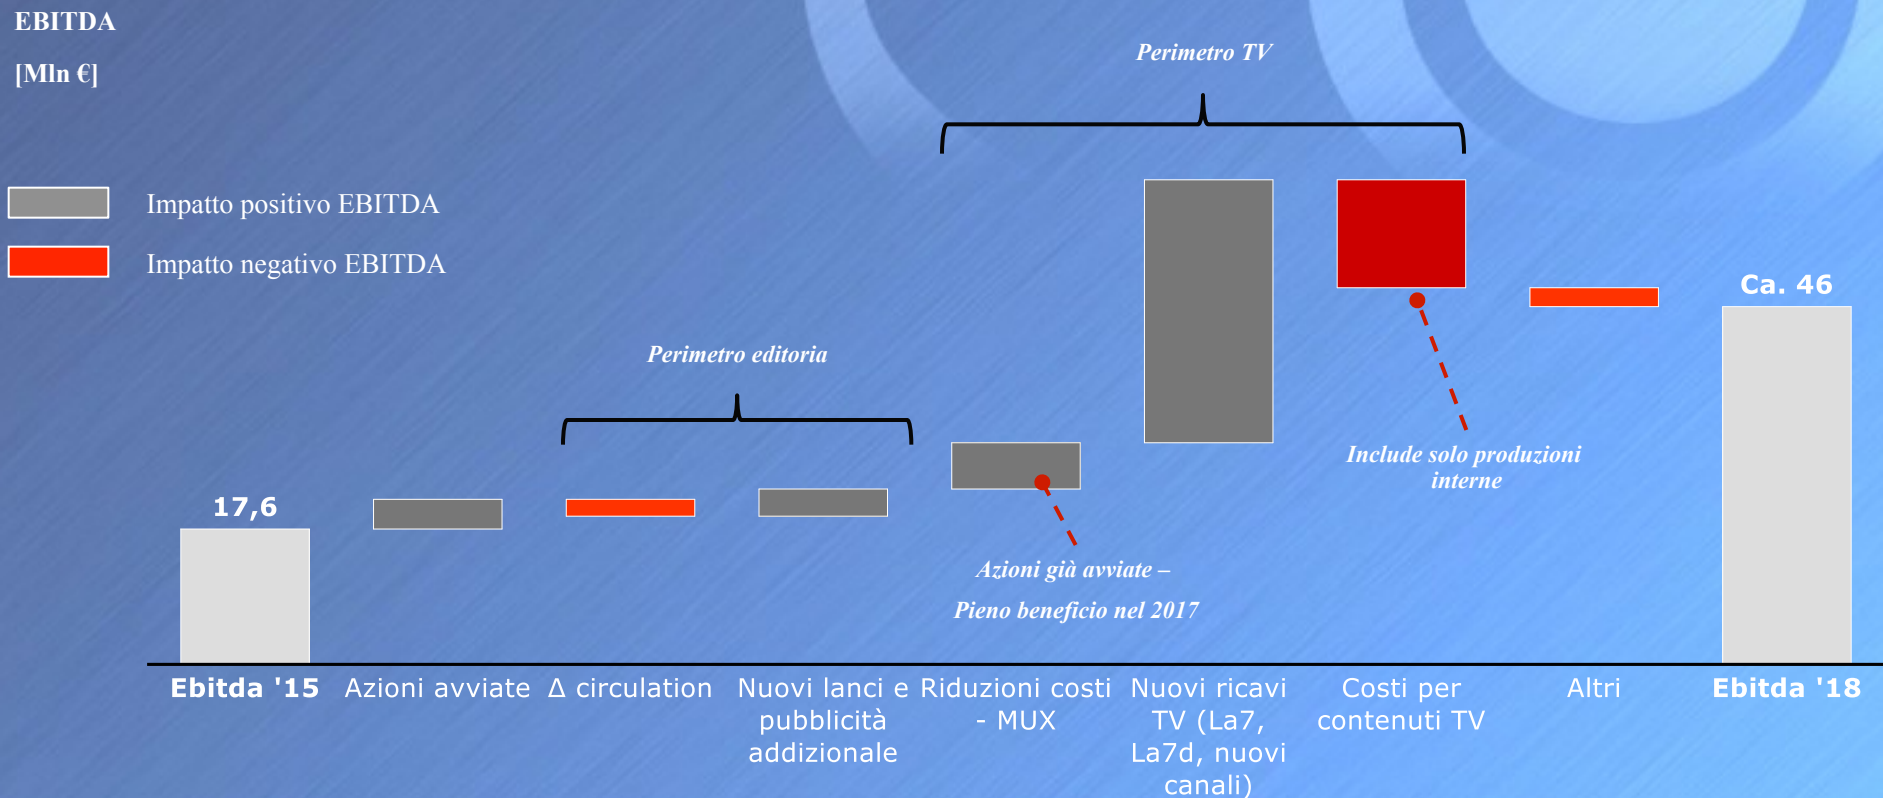 EBITDA
[Mln €]
Perimetro TV
Impatto positivo EBITDA
Impatto negativo EBITDA
Ca. 46
Perimetro editoria
Include solo produzioni
interne
17,6
Azioni già avviate –
Pieno beneficio nel 2017
Ebitda '15
Azioni avviate
Δ circulation
Nuovi lanci e
pubblicità
addizionale
Riduzioni costi
- MUX
Nuovi ricavi
TV (La7,
La7d, nuovi
canali)
Costi per
contenuti TV
Altri
Ebitda '18